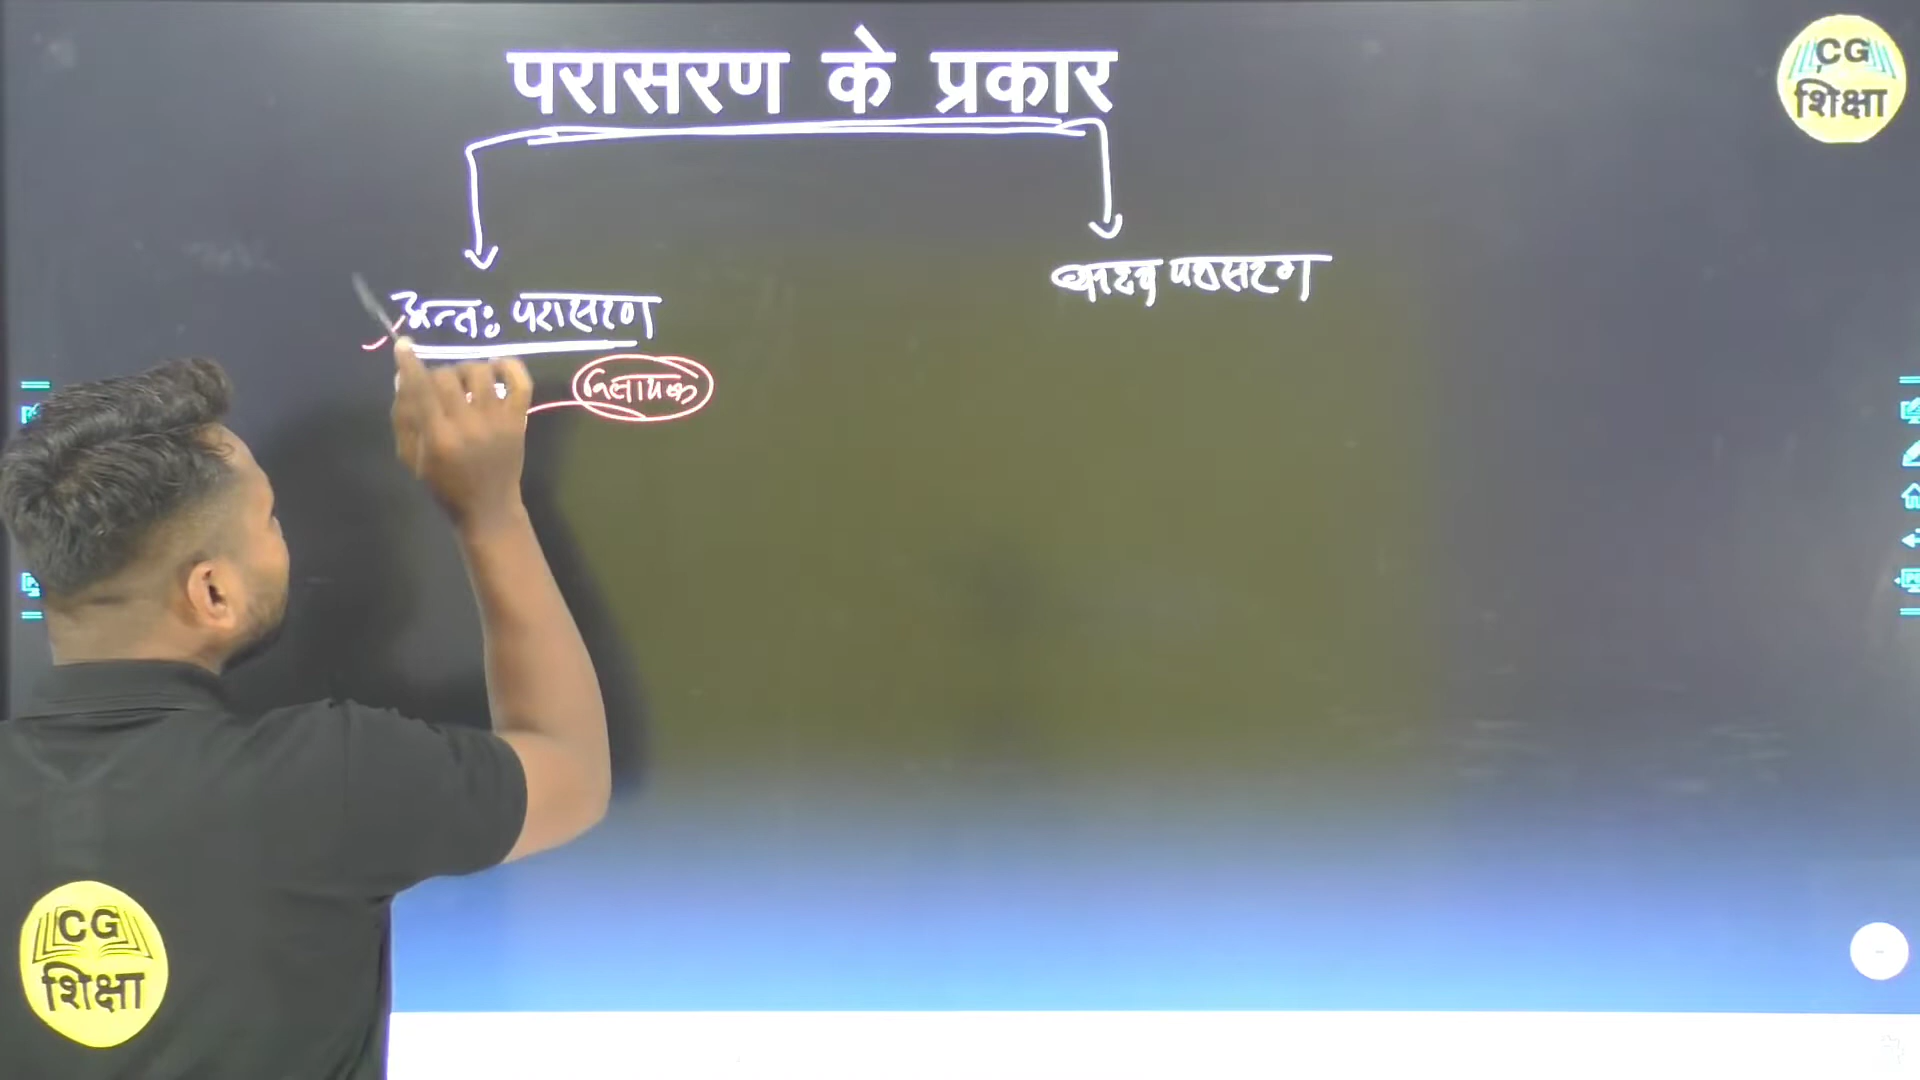 परासरण के प्रकार
CG
शिक्षा
अन्तः परासरण
परासरण
विलायक
CG
शिक्षा